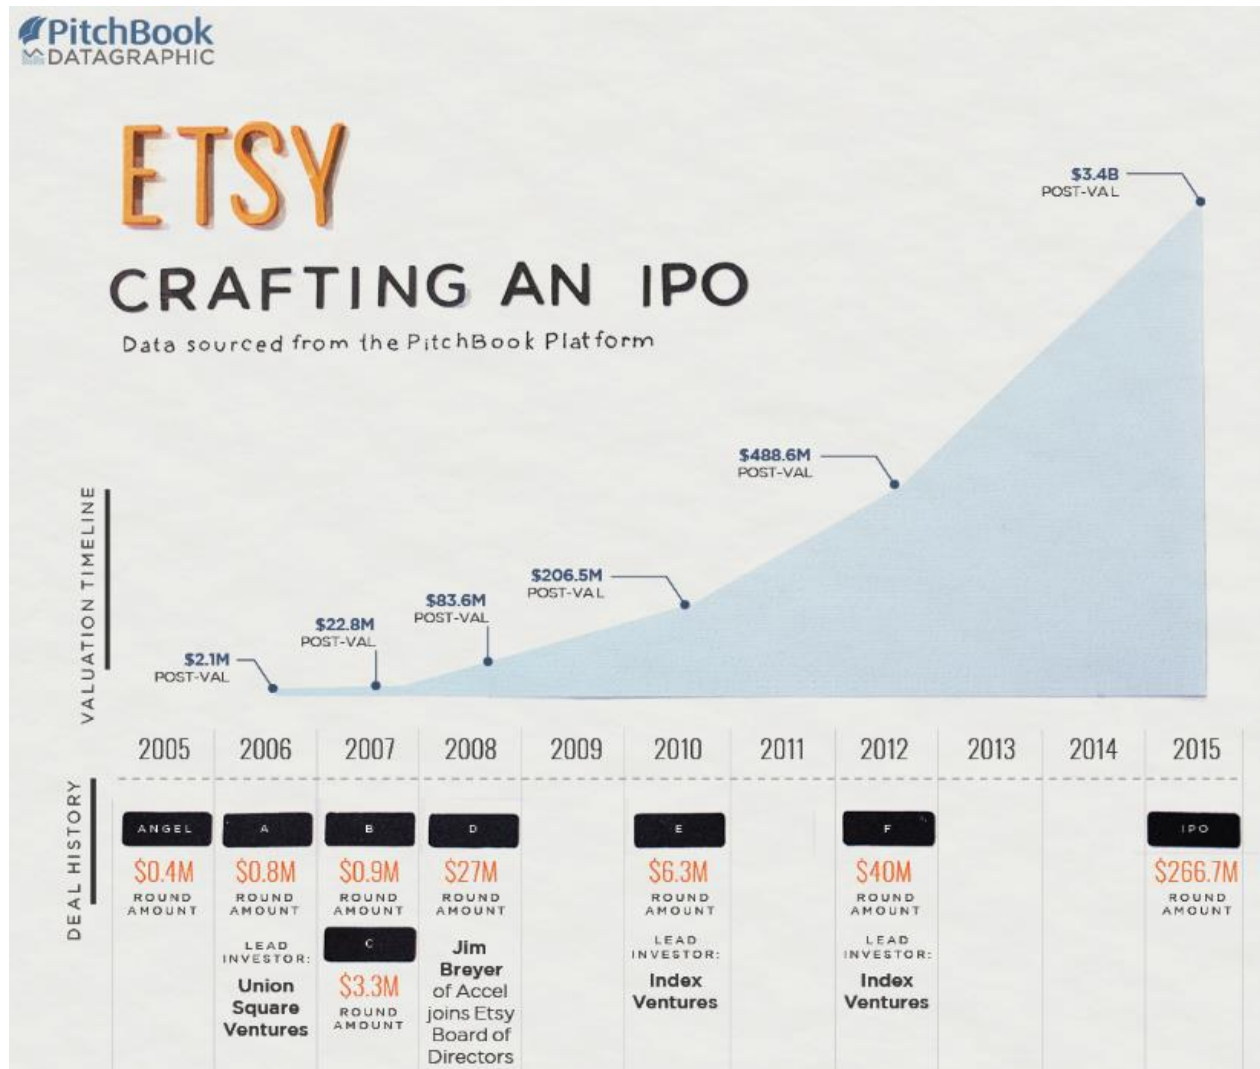 PitchBook
DATAGRAPHIC
ETSY
CRAFTING AN IPO
Data sourced from the PitchBook Platform
$3.4B
POST-VAL
$488.6M
POST-VAL
$206.5M
POST-VAL
$83.6M
POST-VAL
$22.8M
POST-VAL
$2.1M
POST-VAL
VALUATION TIMELINE
2005 2006 2007 2008 2009 2010 2011 2012 2013 2014 2015
DEAL HISTORY
ANGEL
$0.4M
ROUND
AMOUNT
A
$0.8M
ROUND
AMOUNT
LEAD
INVESTOR:
Union
Square
Ventures
B
$0.9M
ROUND
AMOUNT
C
$3.3M
ROUND
AMOUNT
D
$27M
ROUND
AMOUNT
Jim
Breyer
of Accel
joins Etsy
Board of
Directors
E
$6.3M
ROUND
AMOUNT
LEAD
INVESTOR:
Index
Ventures
F
$40M
ROUND
AMOUNT
LEAD
INVESTOR:
Index
Ventures
IPO
$266.7M
ROUND
AMOUNT